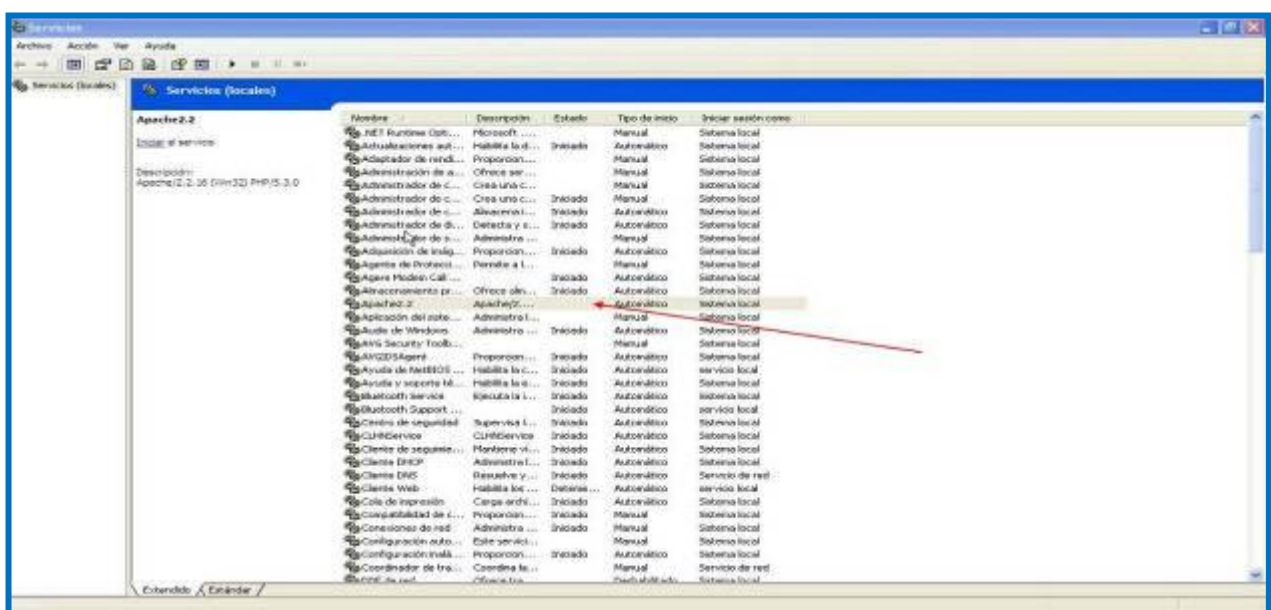 Servicios
Archivo Acción Ver Ayuda
Servicios (locales)
Servicios (locales)
Apache2.2
Iniciar el servicio
Descripción:
Apache/2.2.16 (Win32) PHP/5.3.0
Nombre Descripción Estado Tipo de inicio Iniciar sesión como
.NET Runtime Opti... Microsoft ..... Manual Sistema local
Actualizaciones aut... Habilita la d... Iniciado Automático Sistema local
Adaptador de rendi... Proporcion... Manual Sistema local
Administración de a... Ofrece ser... Manual Sistema local
Administrador de c... Crea una c... Manual Sistema local
Administrador de c... Crea una c... Iniciado Manual Sistema local
Administrador de c... Almacena i... Iniciado Automático Sistema local
Administrador de di... Detecta y s... Iniciado Automático Sistema local
Administrador de s... Administra ... Manual Sistema local
Adquisición de imág... Proporcion... Iniciado Automático Sistema local
Agente de Protecci... Permite a l... Manual Sistema local
Agere Modem Call ... Iniciado Automático Sistema local
Almacenamiento pr... Ofrece alm... Iniciado Automático Sistema local
Apache2.2 Apache/2.... Automático Sistema local
Aplicación del siste... Administra l... Manual Sistema local
Audio de Windows Administra ... Iniciado Automático Sistema local
AVG Security Toolb... Manual Sistema local
AVGIDSAgent Proporcion... Iniciado Automático Sistema local
Ayuda de NetBIOS ... Habilita la c... Iniciado Automático servicio local
Ayuda y soporte té... Habilita la e... Iniciado Automático Sistema local
Bluetooth Service Ejecuta la i... Iniciado Automático Sistema local
Bluetooth Support ... Iniciado Automático servicio local
Centro de seguridad Supervisa l... Iniciado Automático Sistema local
CLHNService CLHNService Iniciado Automático Sistema local
Cliente de seguimie... Mantiene ví... Iniciado Automático Sistema local
Cliente DHCP Administra l... Iniciado Automático Sistema local
Cliente DNS Resuelve y ... Iniciado Automático Servicio de red
Cliente Web Habilita los ... Detenie... Automático servicio local
Cola de impresión Carga archi... Iniciado Automático Sistema local
Compatibilidad de c... Proporcion... Iniciado Manual Sistema local
Conexiones de red Administra ... Iniciado Manual Sistema local
Configuración auto... Este servici... Manual Sistema local
Configuración inalá... Proporcion... Iniciado Automático Sistema local
Coordinador de tra... Coordina la... Manual Servicio de red
DDE de red Ofrece tra... Deshabilitado Sistema local
Extendido Estándar